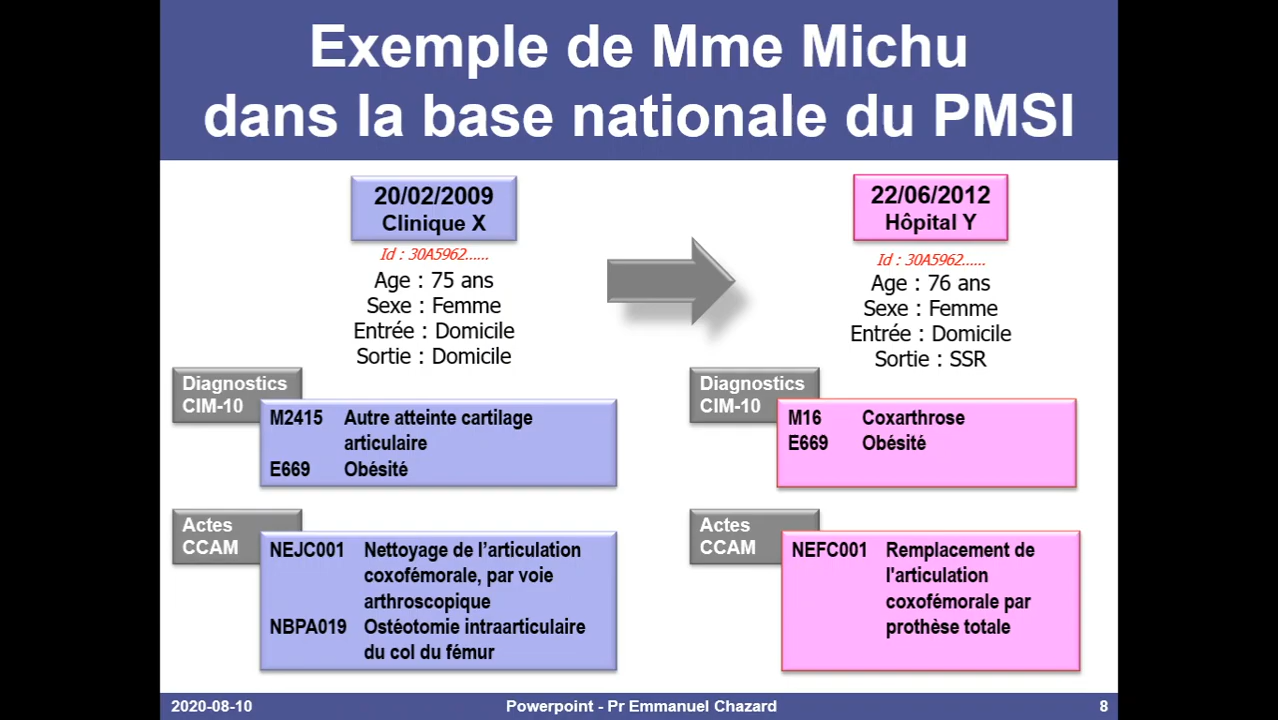 Exemple de Mme Michu
dans la base nationale du PMSI
20/02/2009
Clinique X
Id : 30A5962......
Age : 75 ans
Sexe : Femme
Entrée : Domicile
Sortie : Domicile
Diagnostics
CIM-10
M2415 Autre atteinte cartilage
articulaire
E669 Obésité
Actes
CCAM
NEJC001 Nettoyage de l’articulation
coxofémorale, par voie
arthroscopique
NBPA019 Ostéotomie intraarticulaire
du col du fémur
22/06/2012
Hôpital Y
Id : 30A5962......
Age : 76 ans
Sexe : Femme
Entrée : Domicile
Sortie : SSR
Diagnostics
CIM-10
M16 Coxarthrose
E669 Obésité
Actes
CCAM
NEFC001 Remplacement de
l'articulation
coxofémorale par
prothèse totale
2020-08-10 Powerpoint - Pr Emmanuel Chazard 8